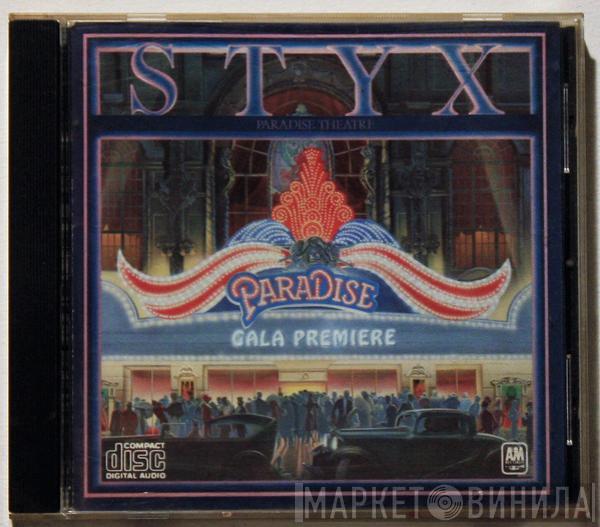 STYX
PARADISE THEATRE
PARADISE
GALA PREMIERE
COMPACT
disc
DIGITAL AUDIO
A&M
МАРКЕТ ВИНИЛА